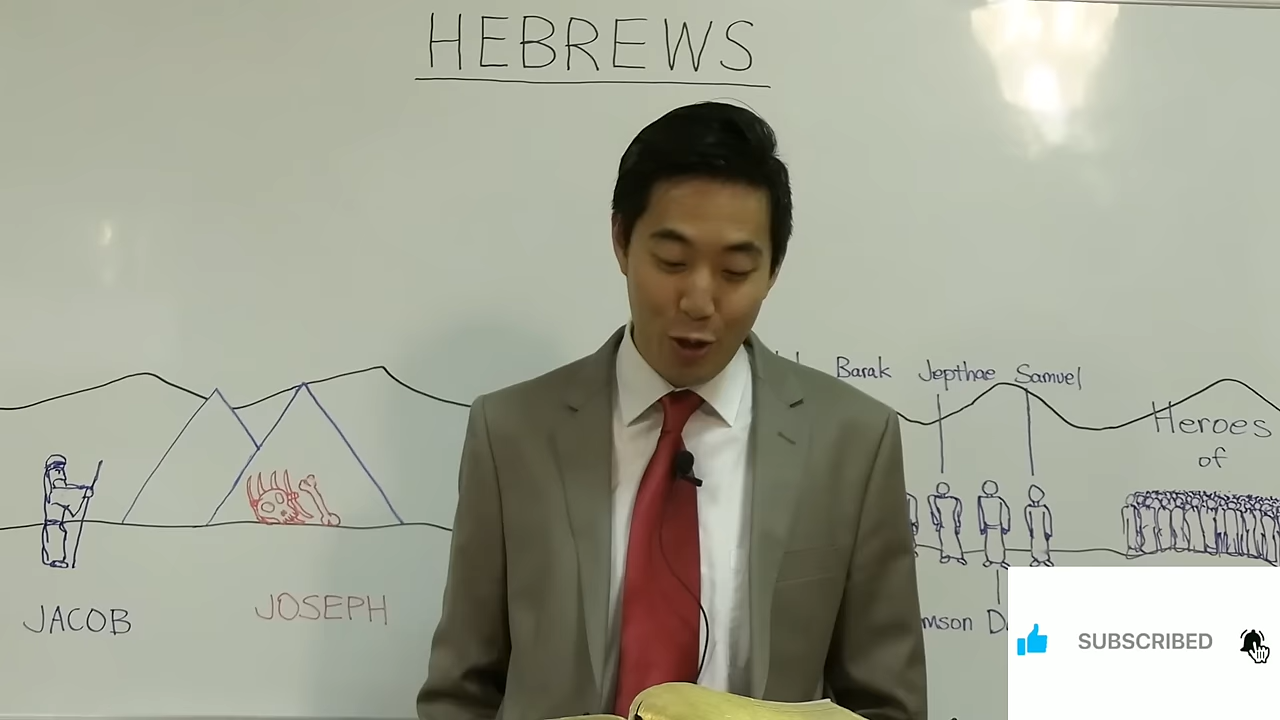 HEBREWS
Barak Jepthae Samuel
Heroes
of
JACOB
JOSEPH
SUBSCRIBED